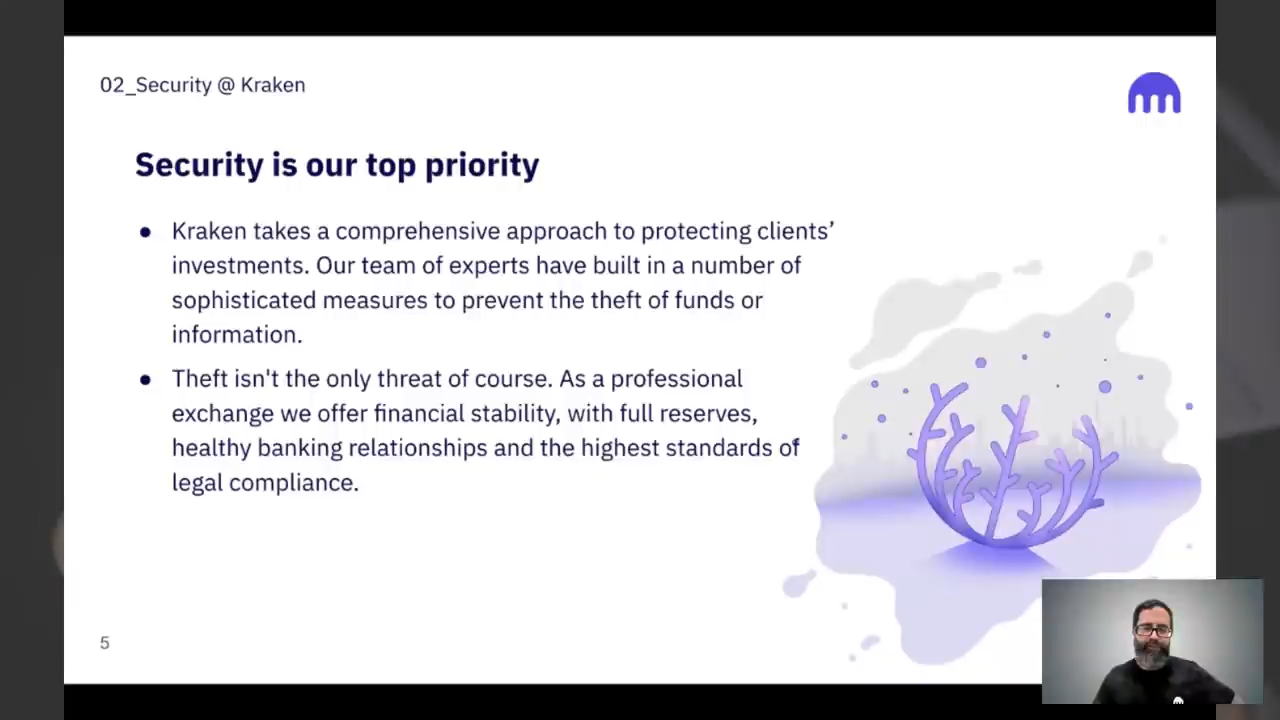 02_Security @ Kraken
Security is our top priority
● Kraken takes a comprehensive approach to protecting clients’
investments. Our team of experts have built in a number of
sophisticated measures to prevent the theft of funds or
information.
● Theft isn't the only threat of course. As a professional
exchange we offer financial stability, with full reserves,
healthy banking relationships and the highest standards of
legal compliance.
5